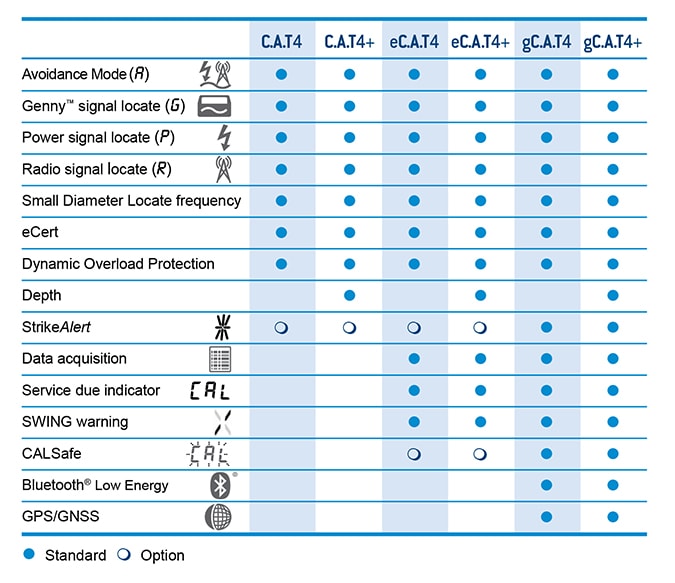 C.A.T4 C.A.T4+ eC.A.T4 eC.A.T4+ gC.A.T4 gC.A.T4+
Avoidance Mode (A)
Genny™ signal locate (G)
Power signal locate (P)
Radio signal locate (R)
Small Diameter Locate frequency
eCert
Dynamic Overload Protection
Depth
StrikeAlert
Data acquisition
Service due indicator CAL
SWING warning
CALSafe CAL
Bluetooth® Low Energy ®
GPS/GNSS
Standard Option